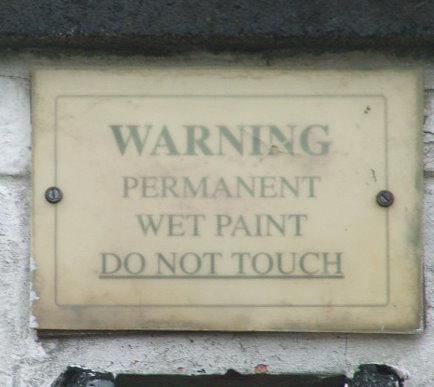 WARNING
PERMANENT
WET PAINT
DO NOT TOUCH